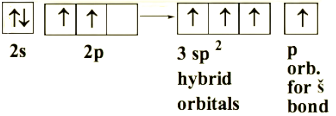 2s
2p
3 sp 2
hybrid
orbitals
p
orb.
for š
bond